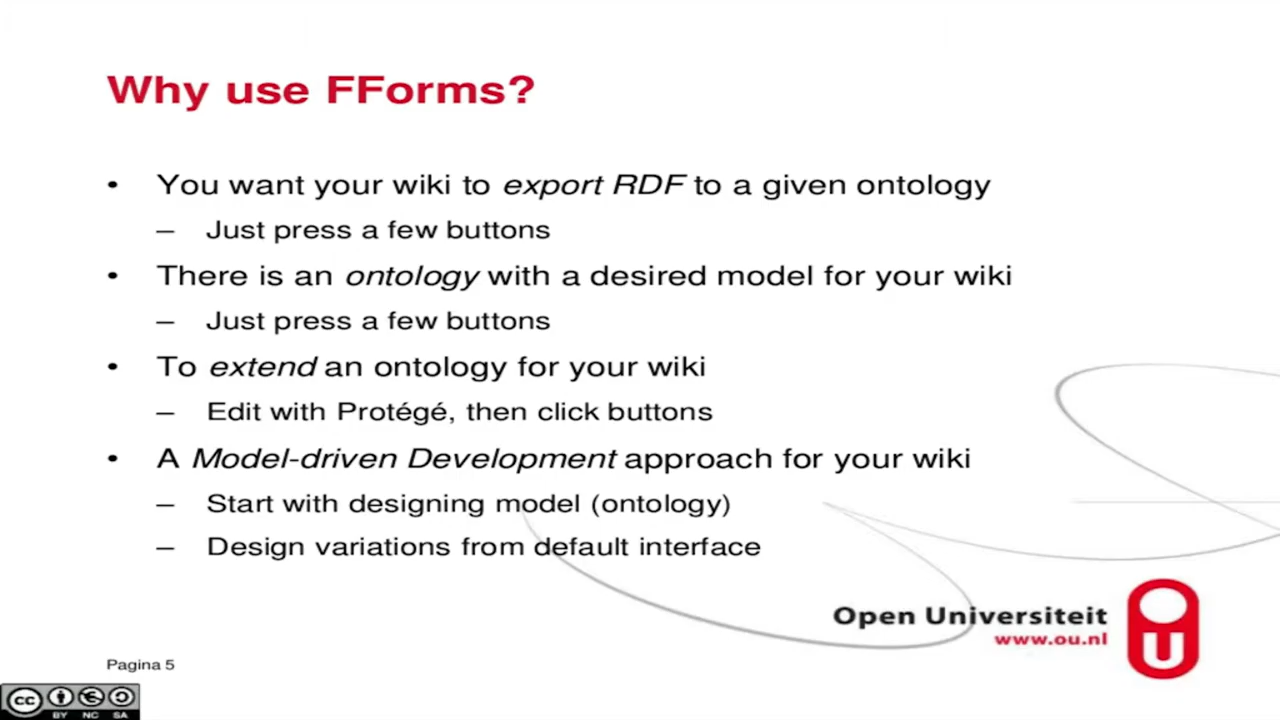 Why use FForms?
• You want your wiki to export RDF to a given ontology
– Just press a few buttons
• There is an ontology with a desired model for your wiki
– Just press a few buttons
• To extend an ontology for your wiki
– Edit with Protégé, then click buttons
• A Model-driven Development approach for your wiki
– Start with designing model (ontology)
– Design variations from default interface
Open Universiteit
www.ou.nl
U
Pagina 5
cc
BY NC SA